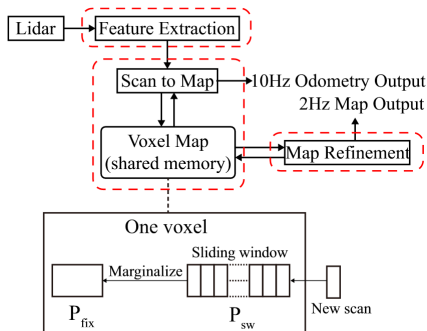 Lidar
Feature Extraction
Scan to Map
10Hz Odometry Output
2Hz Map Output
Voxel Map
(shared memory)
Map Refinement
One voxel
Sliding window
Marginalize
New scan
P_fix
P_sw